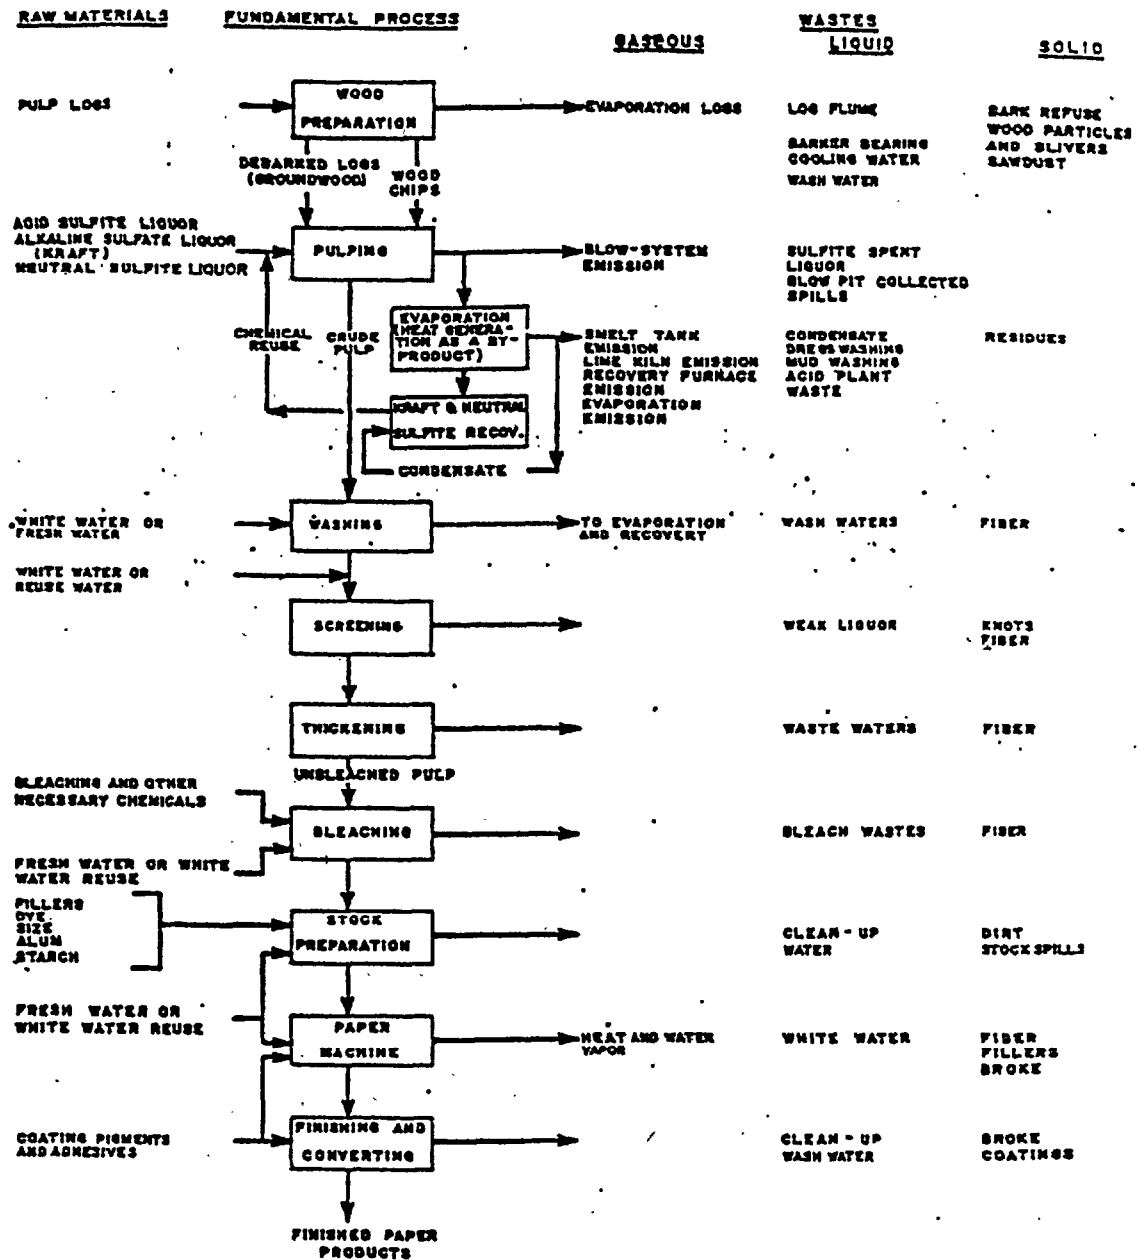 RAW MATERIALS
FUNDAMENTAL PROCESS
WASTES
GASEOUS
LIQUID
SOLID
PULP LOGS
WOOD
PREPARATION
EVAPORATION LOSS
LOG FLUME
BARKER BEARING
COOLING WATER
WASH WATER
BARK REFUSE
WOOD PARTICLES
AND SLIVERS
SAWDUST
DEBARKED LOGS
(GROUNDWOOD)
WOOD
CHIPS
ACID SULFITE LIQUOR
ALKALINE SULFATE LIQUOR
(KRAFT)
NEUTRAL SULFITE LIQUOR
PULPING
BLOW-SYSTEM
EMISSION
SULFITE SPENT
LIQUOR
BLOW PIT COLLECTED
SPILLS
CHEMICAL
REUSE
CRUDE
PULP
EVAPORATION
(HEAT GENERA-
TION AS A BY-
PRODUCT)
SMELT TANK
EMISSION
LIME KILN EMISSION
RECOVERY FURNACE
EMISSION
EVAPORATION
EMISSION
CONDENSATE
DREGS WASHING
MUD WASHING
ACID PLANT
WASTE
RESIDUES
KRAFT & NEUTRAL
SULFITE RECOV.
CONDENSATE
WHITE WATER OR
FRESH WATER
WASHING
TO EVAPORATION
AND RECOVERY
WASH WATERS
FIBER
WHITE WATER OR
REUSE WATER
SCREENING
WEAK LIQUOR
KNOTS
FIBER
THICKENING
WASTE WATERS
FIBER
UNBLEACHED PULP
BLEACHING AND OTHER
NECESSARY CHEMICALS
BLEACHING
BLEACH WASTES
FIBER
FRESH WATER OR WHITE
WATER REUSE
FILLERS
DYE
SIZE
ALUM
STARCH
STOCK
PREPARATION
CLEAN-UP
WATER
DIRT
STOCK SPILLS
FRESH WATER OR
WHITE WATER REUSE
PAPER
MACHINE
HEAT AND WATER
VAPOR
WHITE WATER
FIBER
FILLERS
BROKE
COATING PIGMENTS
AND ADHESIVES
FINISHING AND
CONVERTING
CLEAN-UP
WASH WATER
BROKE
COATINGS
FINISHED PAPER
PRODUCTS